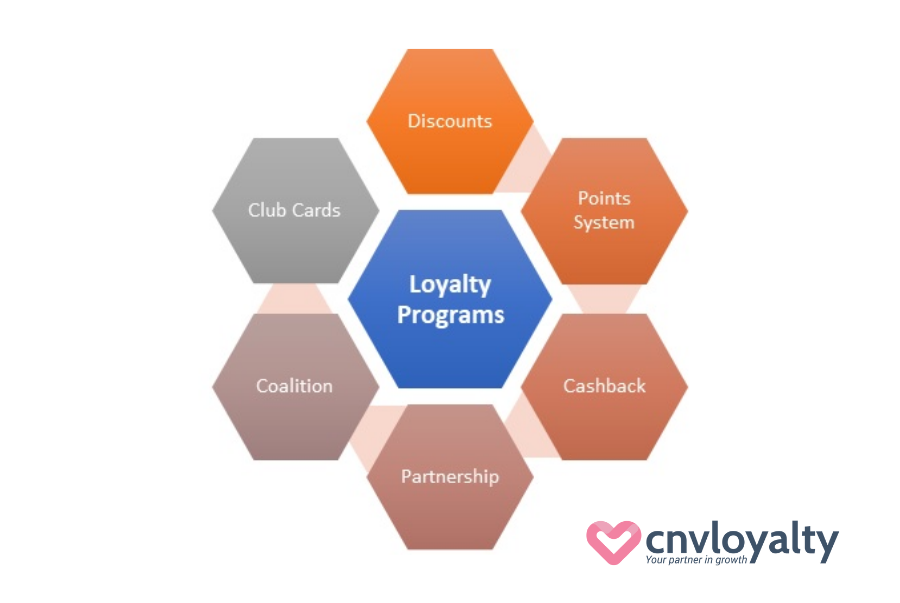 Discounts
Points
System
Cashback
Partnership
Coalition
Club Cards
Loyalty
Programs
cnvloyalty
Your partner in growth